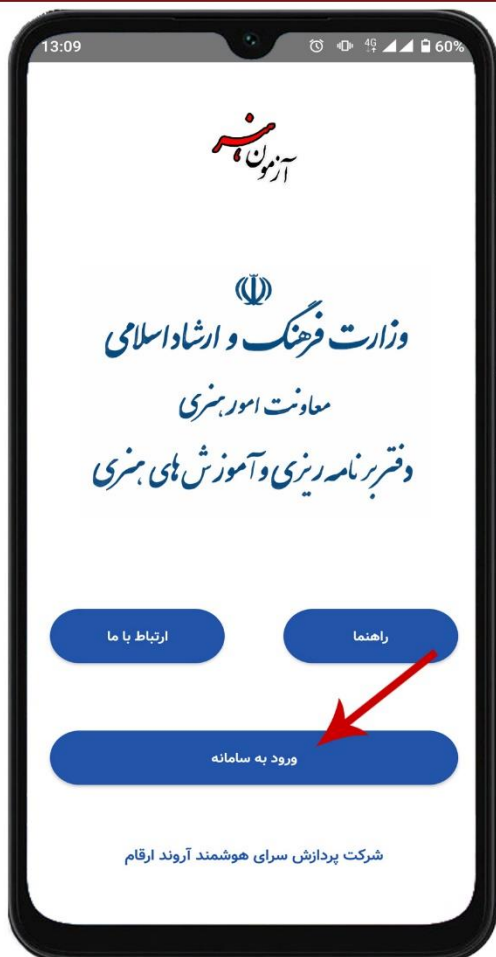 13:09
4G
60%
آزمون هنر
وزارت فرهنگ و ارشاد اسلامی
معاونت امور هنری
دفتر برنامه ریزی و آموزش های هنری
راهنما
ارتباط با ما
ورود به سامانه
شرکت پردازش سرای هوشمند آروند ارقام